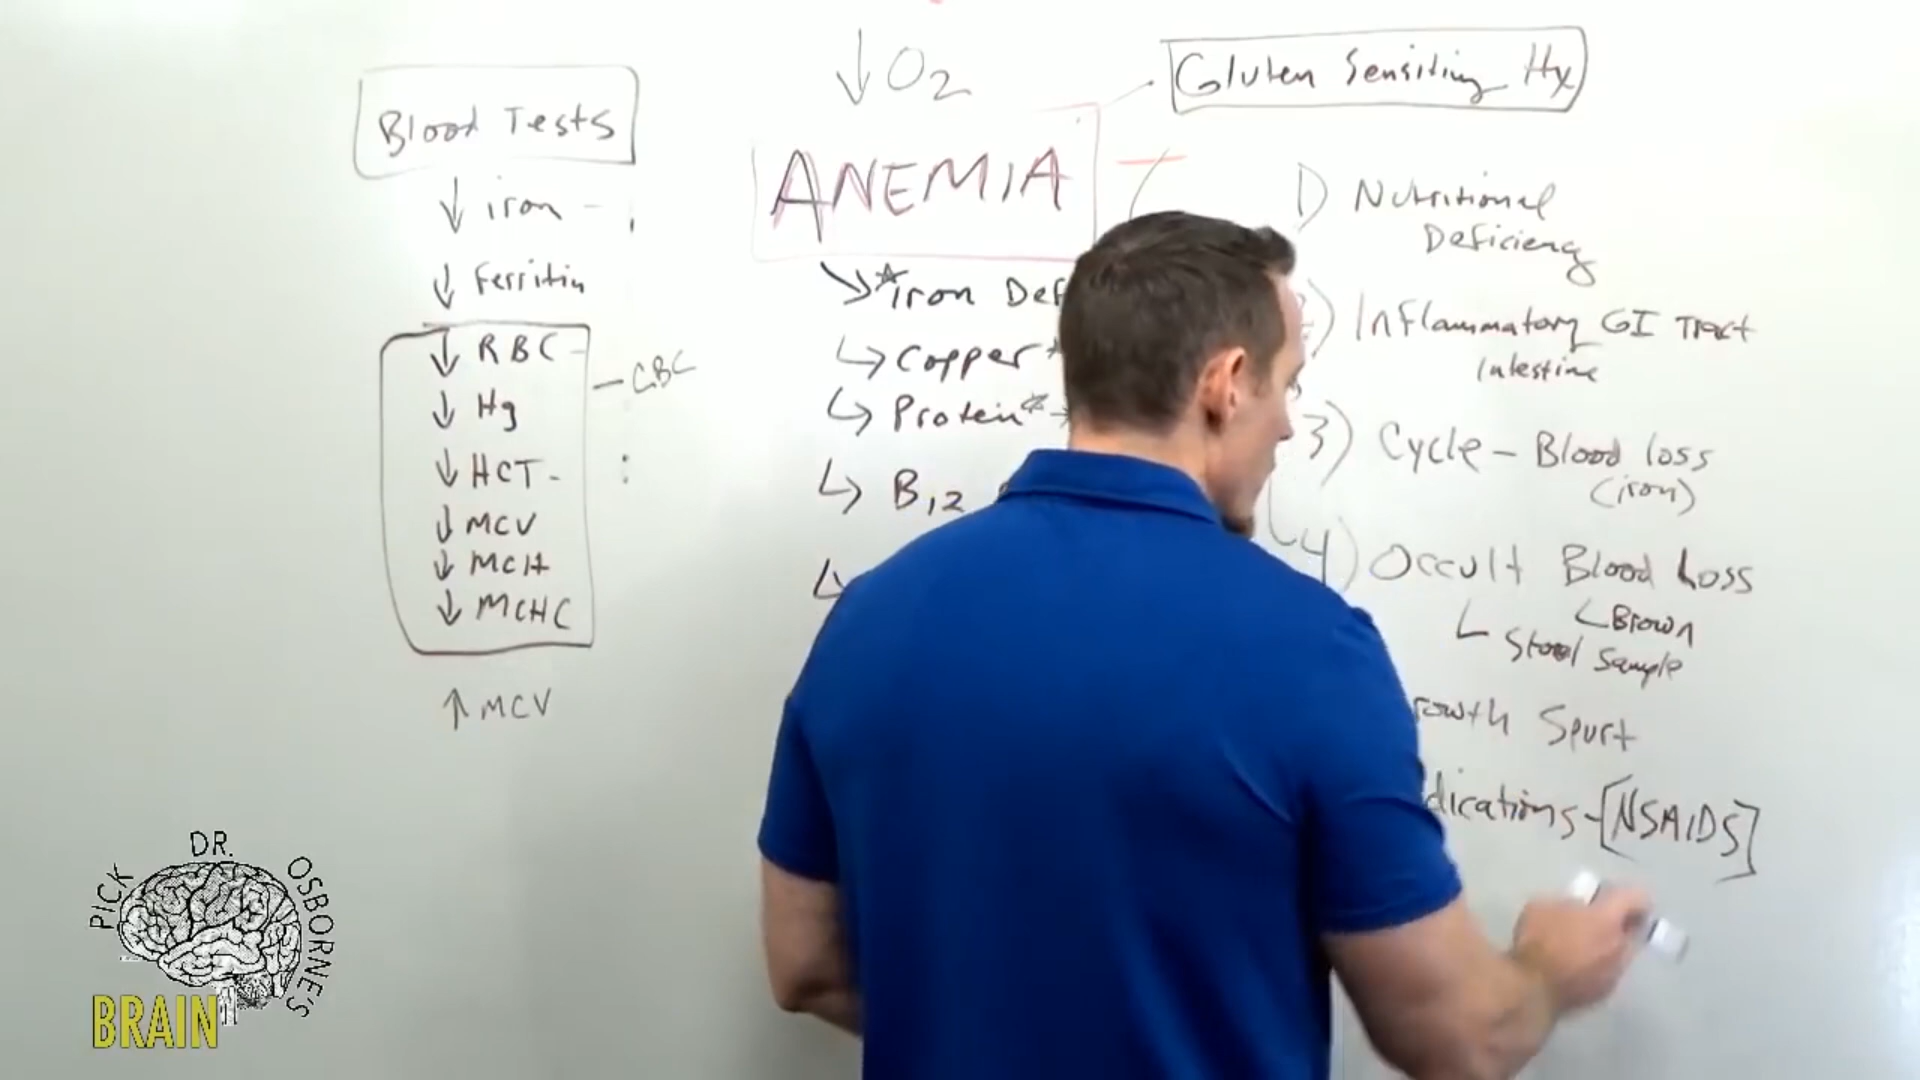 Blood Tests
↓ iron -
↓ Ferritin
↓ RBC -
↓ Hg
↓ HCT -
↓ MCV
↓ MCH
↓ MCHC
— CBC
↑ MCV
↓ O2
ANEMIA
↘ *iron Def
↳ Copper *
↳ Protein *
↳ B12
Gluten Sensitivity Hx
1) Nutritional
Deficiency
) Inflammatory GI Tract
Intestine
3) Cycle - Blood loss
(iron)
4) Occult Blood Loss
Brown
Stool Sample
rowth Spurt
dications - [NSAIDS]
PICK DR. OSBORNE'S
BRAIN